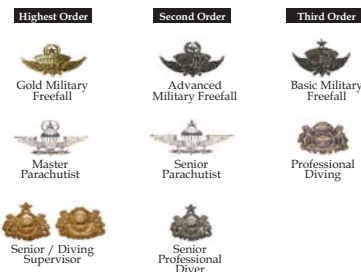 Highest Order
Second Order
Third Order
Gold Military
Freefall
Advanced
Military Freefall
Basic Military
Freefall
Master
Parachutist
Senior
Parachutist
Professional
Diving
Senior / Diving
Supervisor
Senior
Professional
Diver